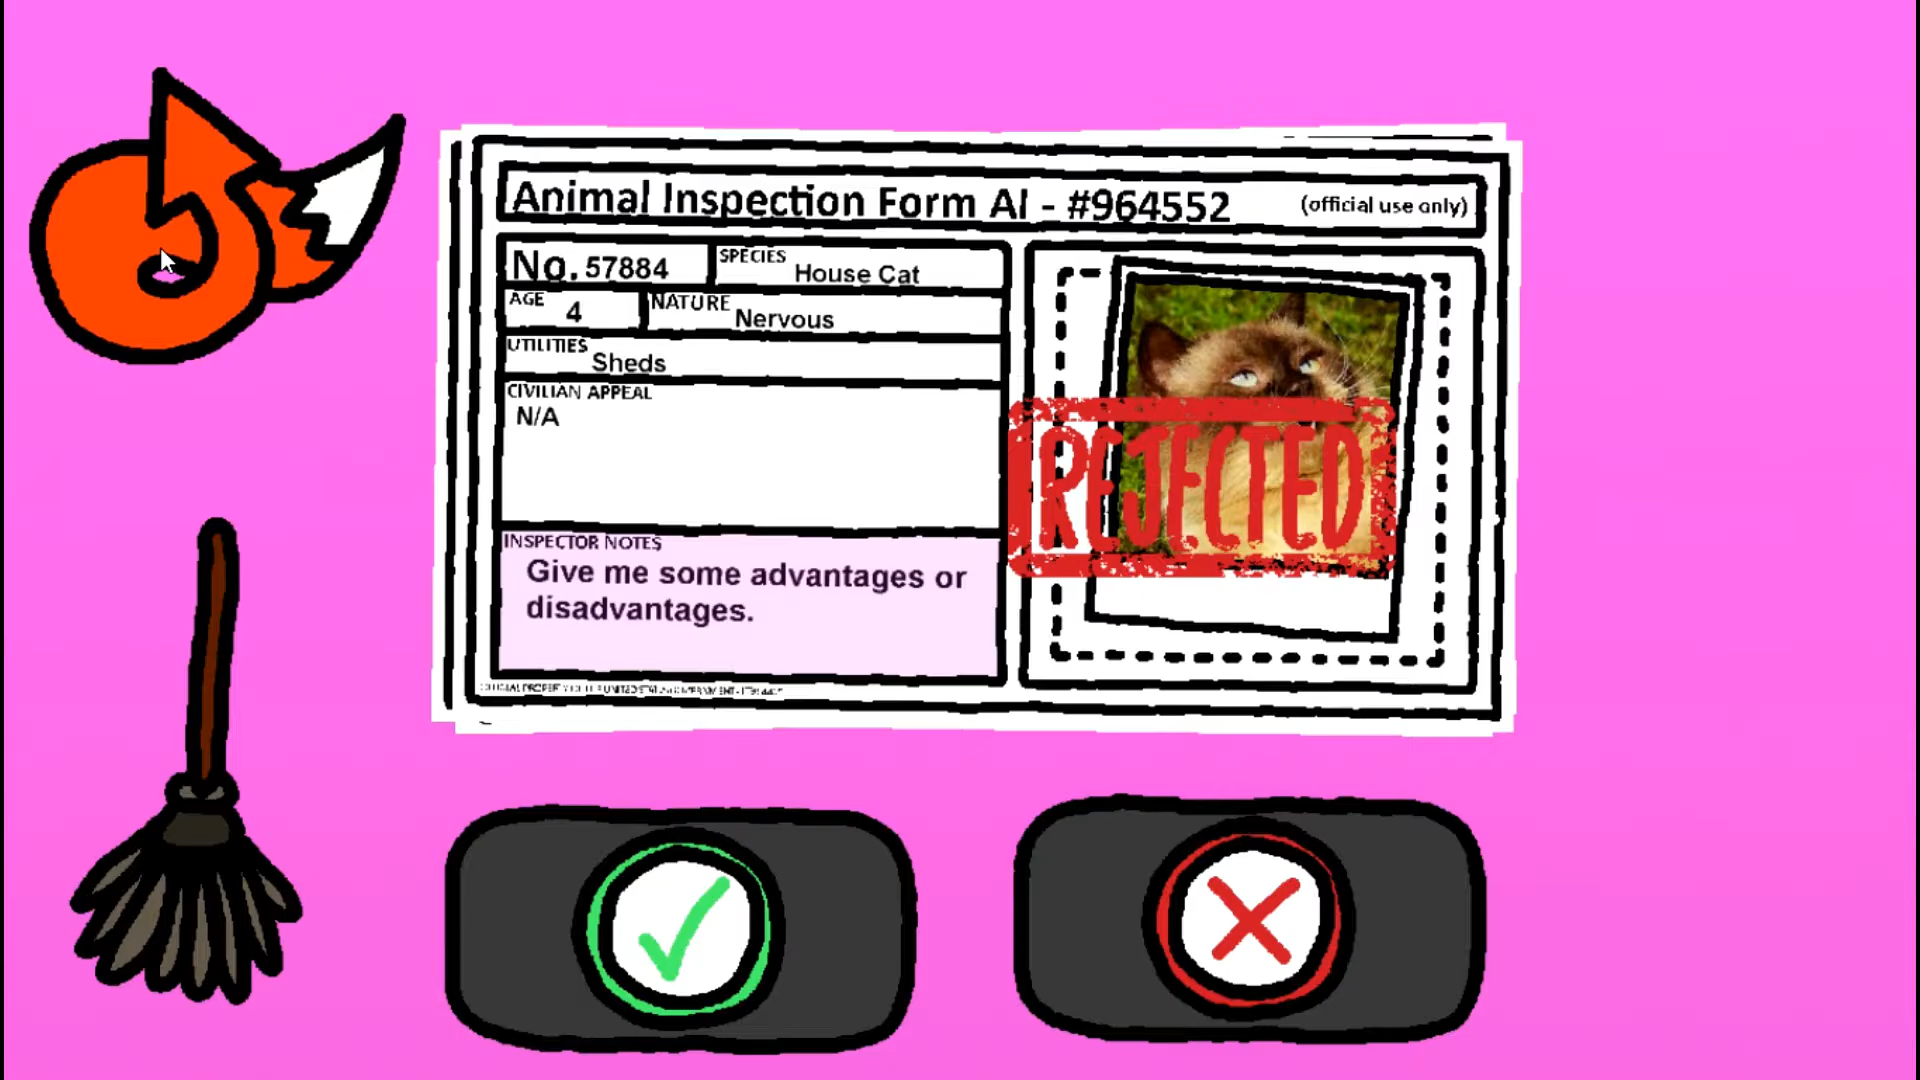 Animal Inspection Form AI - #964552 (official use only)
No. 57884 SPECIES House Cat
AGE 4 NATURE Nervous
UTILITIES Sheds
CIVILIAN APPEAL
N/A
REJECTED
INSPECTOR NOTES
Give me some advantages or
disadvantages.